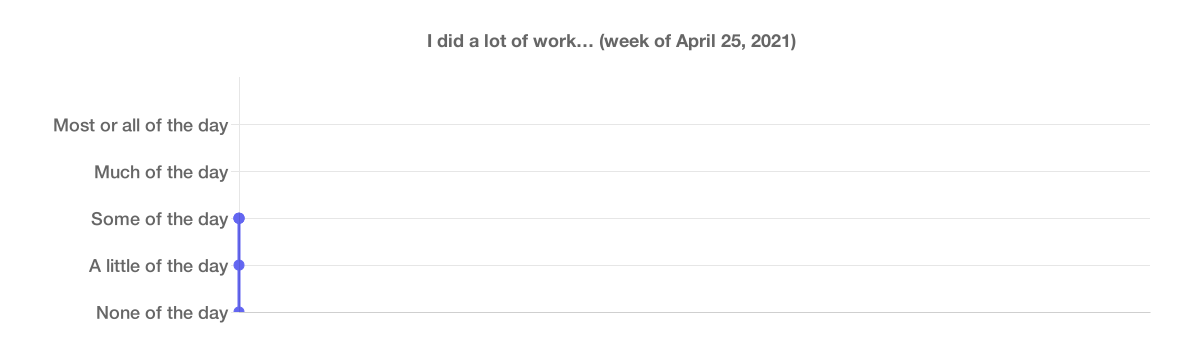 I did a lot of work… (week of April 25, 2021)
Most or all of the day
Much of the day
Some of the day
A little of the day
None of the day